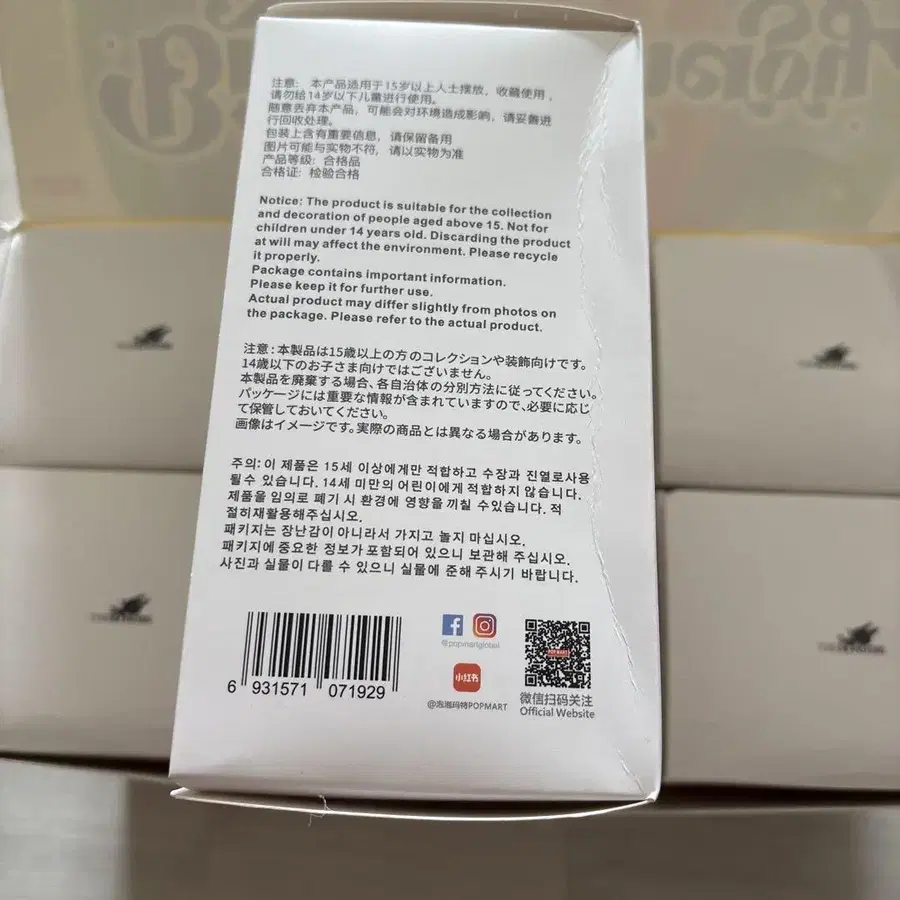 注意: 本产品适用于15岁以上人士摆放，收藏使用，
请勿给14岁以下儿童进行使用。
随意丢弃本产品，可能会对环境造成影响，请妥善进
行回收处理。
包装上含有重要信息，请保留备用
图片可能与实物不符，请以实物为准
产品等级: 合格品
合格证: 检验合格
Notice: The product is suitable for the collection
and decoration of people aged above 15. Not for
children under 14 years old. Discarding the product
at will may affect the environment. Please recycle
it properly.
Package contains important information.
Please keep it for further use.
Actual product may differ slightly from photos on
the package. Please refer to the actual product.
注意:本製品は15歳以上の方のコレクションや装飾向けです。
14歳以下のお子さま向けではございません。
本製品を廃棄する場合、各自治体の分別方法に従ってください。
パッケージには重要な情報が含まれていますので、必要に応じ
て保管しておいてください。
画像はイメージです。実際の商品とは異なる場合があります。
주의: 이 제품은 15세 이상에게만 적합하고 수장과 진열로사용
될수 있습니다. 14세 미만의 어린이에게 적합하지 않습니다.
제품을 임의로 폐기 시 환경에 영향을 끼칠 수있습니다. 적
절히재활용해주십시오.
패키지는 장난감이아니라서 가지고 놀지 마십시오.
패키지에중요한 정보가 포함되어 있으니 보관해 주십시오.
사진과 실물이 다를 수 있으니 실물에 준해 주시기 바랍니다.
6 931571 071929
@popmartglobal
小红书
@泡泡玛特POPMART
POP MART
微信扫码关注
Official Website